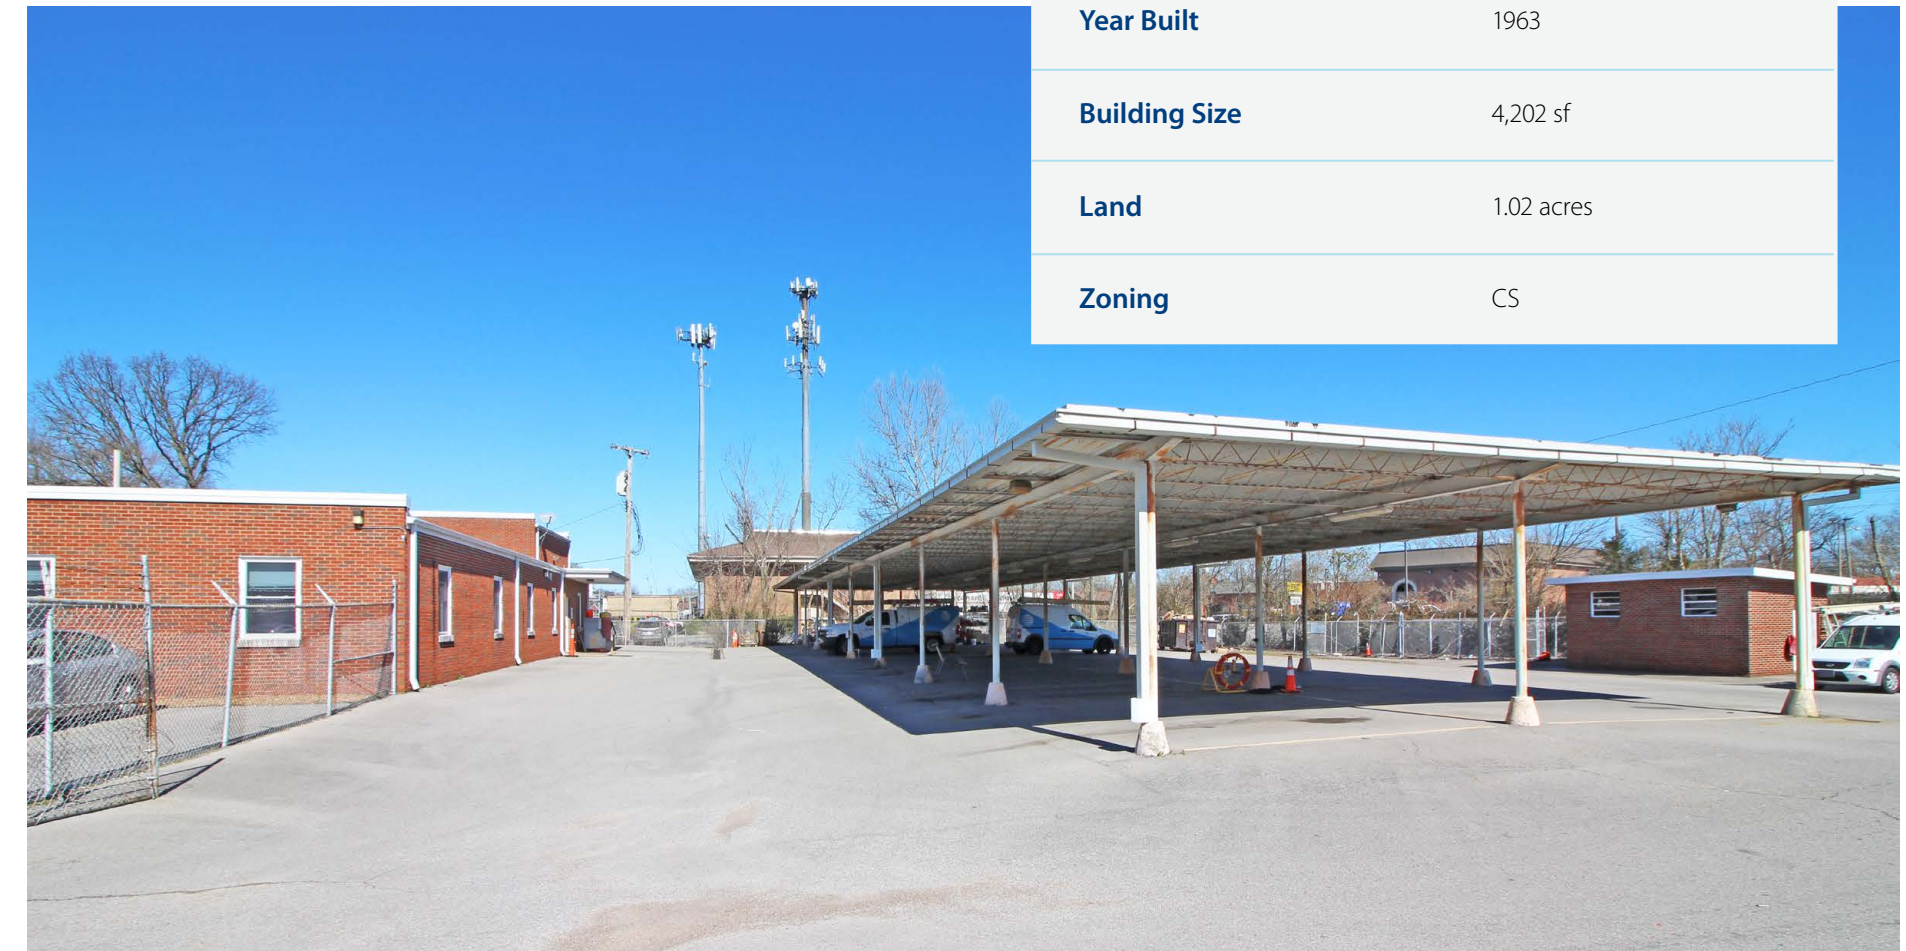 Year Built 1963
Building Size 4,202 sf
Land 1.02 acres
Zoning CS